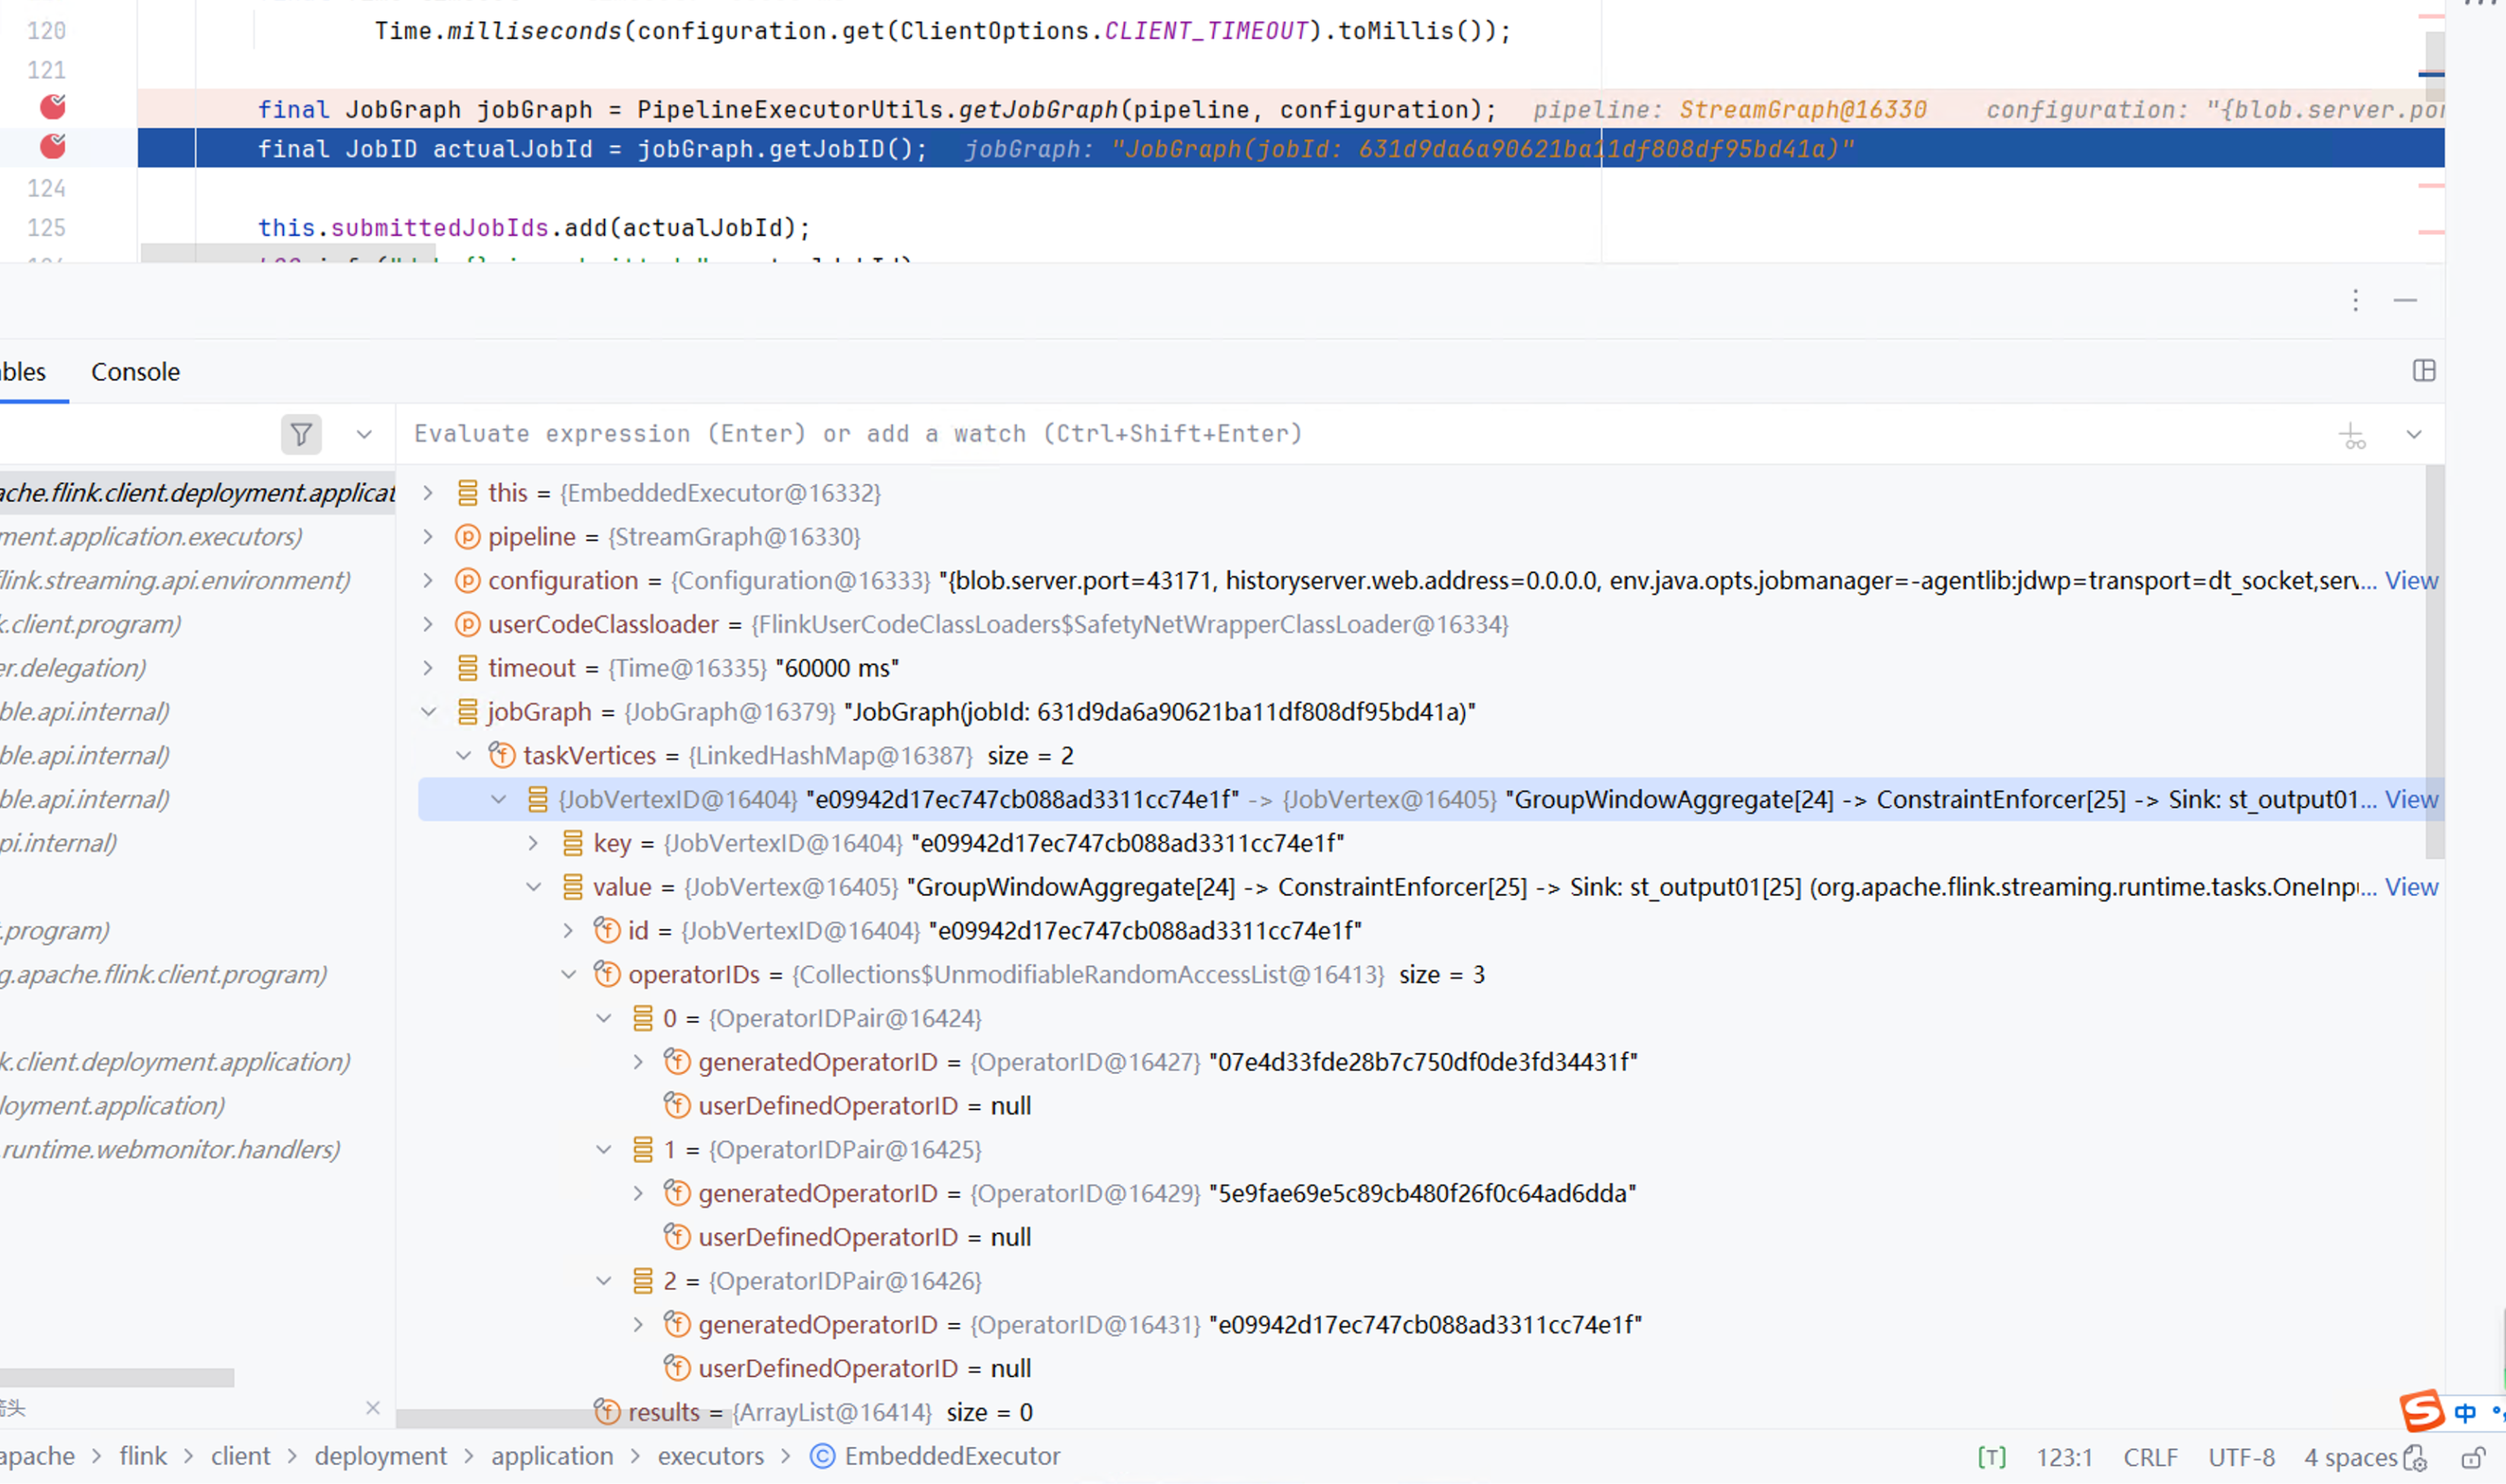 120 Time.milliseconds(configuration.get(ClientOptions.CLIENT_TIMEOUT).toMillis());
121
final JobGraph jobGraph = PipelineExecutorUtils.getJobGraph(pipeline, configuration); pipeline: StreamGraph@16330 configuration: "{blob.server.por
final JobID actualJobId = jobGraph.getJobID(); jobGraph: "JobGraph(jobId: 631d9da6a90621ba11df808df95bd41a)"
124
125 this.submittedJobIds.add(actualJobId);
bles Console
Evaluate expression (Enter) or add a watch (Ctrl+Shift+Enter)
ache.flink.client.deployment.applicat
ment.application.executors)
flink.streaming.api.environment)
k.client.program)
er.delegation)
ble.api.internal)
ble.api.internal)
ble.api.internal)
pi.internal)
t.program)
g.apache.flink.client.program)
k.client.deployment.application)
loyment.application)
.runtime.webmonitor.handlers)
箭头
this = {EmbeddedExecutor@16332}
pipeline = {StreamGraph@16330}
configuration = {Configuration@16333} "{blob.server.port=43171, historyserver.web.address=0.0.0.0, env.java.opts.jobmanager=-agentlib:jdwp=transport=dt_socket,serv... View
userCodeClassloader = {FlinkUserCodeClassLoaders$SafetyNetWrapperClassLoader@16334}
timeout = {Time@16335} "60000 ms"
jobGraph = {JobGraph@16379} "JobGraph(jobId: 631d9da6a90621ba11df808df95bd41a)"
taskVertices = {LinkedHashMap@16387} size = 2
{JobVertexID@16404} "e09942d17ec747cb088ad3311cc74e1f" -> {JobVertex@16405} "GroupWindowAggregate[24] -> ConstraintEnforcer[25] -> Sink: st_output01... View
key = {JobVertexID@16404} "e09942d17ec747cb088ad3311cc74e1f"
value = {JobVertex@16405} "GroupWindowAggregate[24] -> ConstraintEnforcer[25] -> Sink: st_output01[25] (org.apache.flink.streaming.runtime.tasks.OneInpu... View
id = {JobVertexID@16404} "e09942d17ec747cb088ad3311cc74e1f"
operatorIDs = {Collections$UnmodifiableRandomAccessList@16413} size = 3
0 = {OperatorIDPair@16424}
generatedOperatorID = {OperatorID@16427} "07e4d33fde28b7c750df0de3fd34431f"
userDefinedOperatorID = null
1 = {OperatorIDPair@16425}
generatedOperatorID = {OperatorID@16429} "5e9fae69e5c89cb480f26f0c64ad6dda"
userDefinedOperatorID = null
2 = {OperatorIDPair@16426}
generatedOperatorID = {OperatorID@16431} "e09942d17ec747cb088ad3311cc74e1f"
userDefinedOperatorID = null
results = {ArrayList@16414} size = 0
中
apache > flink > client > deployment > application > executors > EmbeddedExecutor [T] 123:1 CRLF UTF-8 4 spaces